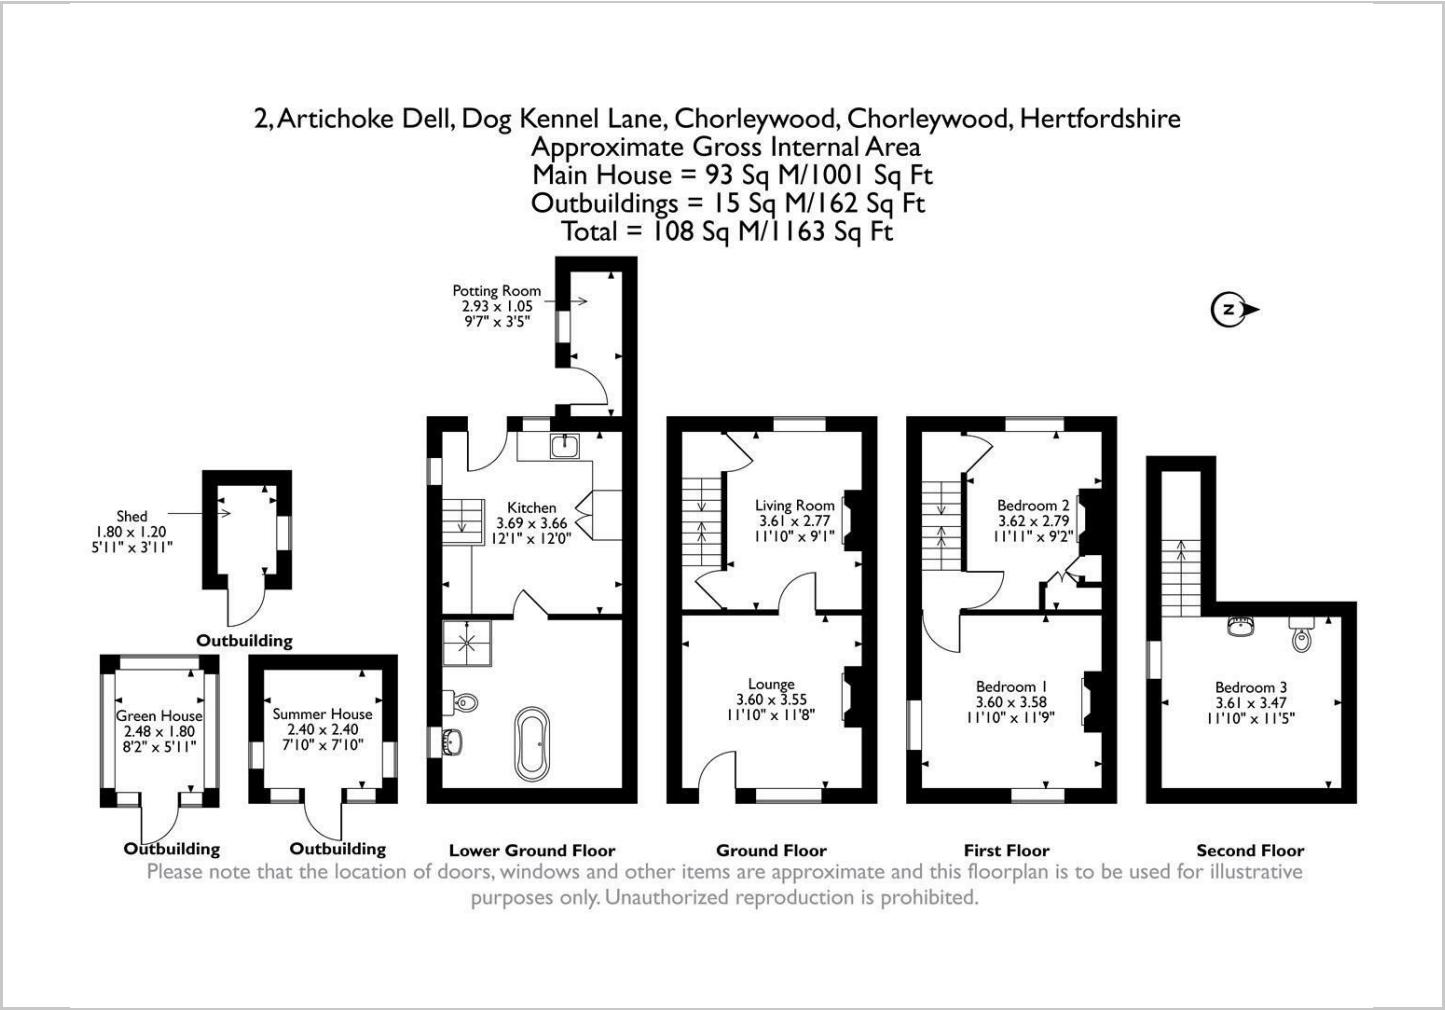 2, Artichoke Dell, Dog Kennel Lane, Chorleywood, Chorleywood, Hertfordshire
Approximate Gross Internal Area
Main House = 93 Sq M/1001 Sq Ft
Outbuildings = 15 Sq M/162 Sq Ft
Total = 108 Sq M/1163 Sq Ft
Potting Room
2.93 x 1.05
9'7" x 3'5"
N
Shed
1.80 x 1.20
5'11" x 3'11"
Outbuilding
Kitchen
3.69 x 3.66
12'1" x 12'0"
Living Room
3.61 x 2.77
11'10" x 9'1"
Bedroom 2
3.62 x 2.79
11'11" x 9'2"
Green House
2.48 x 1.80
8'2" x 5'11"
Summer House
2.40 x 2.40
7'10" x 7'10"
Lounge
3.60 x 3.55
11'10" x 11'8"
Bedroom 1
3.60 x 3.58
11'10" x 11'9"
Bedroom 3
3.61 x 3.47
11'10" x 11'5"
Outbuilding
Outbuilding
Lower Ground Floor
Ground Floor
First Floor
Second Floor
Please note that the location of doors, windows and other items are approximate and this floorplan is to be used for illustrative
purposes only. Unauthorized reproduction is prohibited.